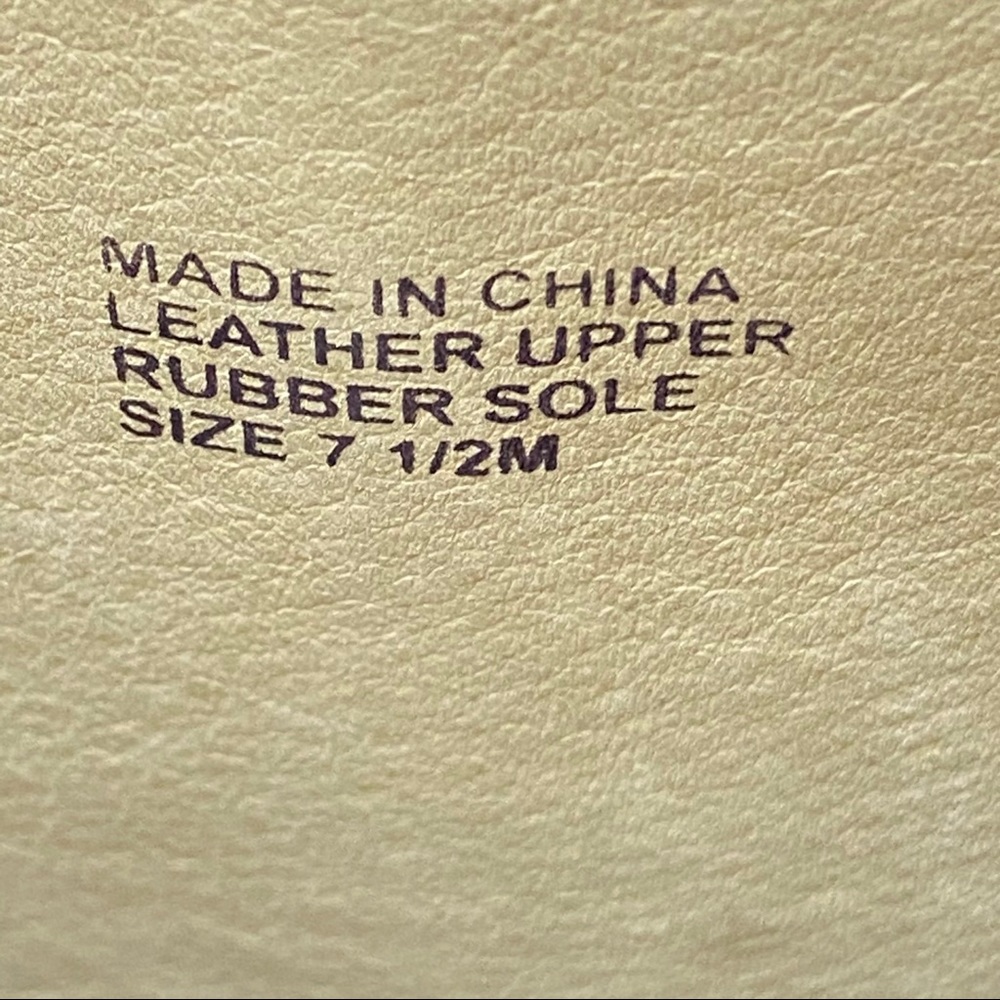 MADE IN CHINA
LEATHER UPPER
RUBBER SOLE
SIZE 7 1/2M